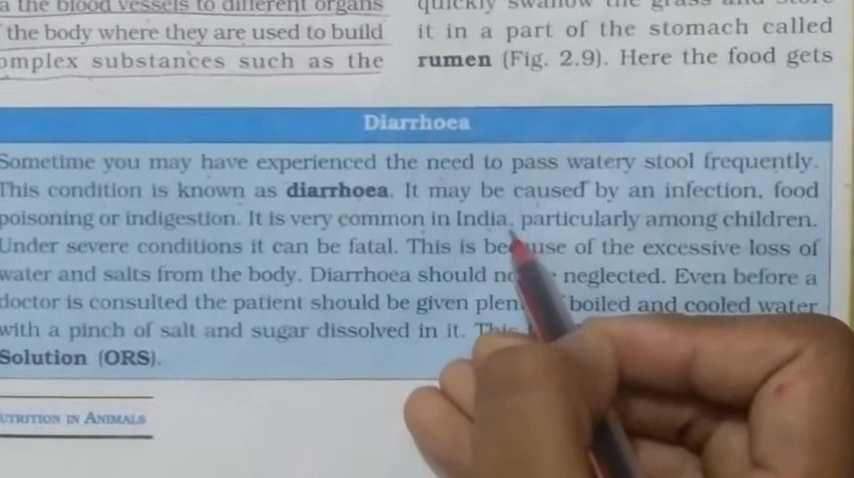 a the blood vessels to different organs
the body where they are used to build
omplex substances such as the
quickly swallow the grass and store
it in a part of the stomach called
rumen (Fig. 2.9). Here the food gets
Diarrhoea
Sometime you may have experienced the need to pass watery stool frequently.
This condition is known as diarrhoea. It may be caused by an infection, food
poisoning or indigestion. It is very common in India, particularly among children.
Under severe conditions it can be fatal. This is because of the excessive loss of
water and salts from the body. Diarrhoea should neglected. Even before a
doctor is consulted the patient should be given boiled and cooled water
with a pinch of salt and sugar dissolved in it. This
Solution (ORS).
UTRITION IN ANIMALS